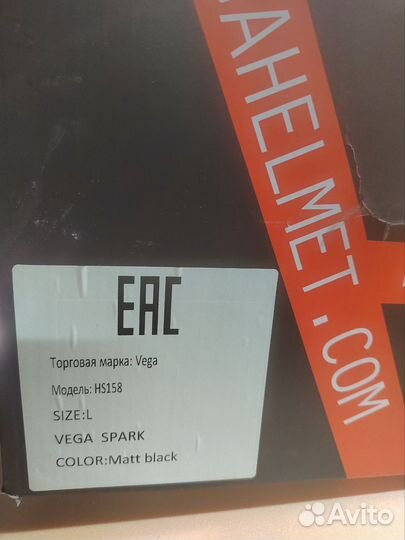 AHELMET.COM
EAC
Торговая марка: Vega
Модель: HS158
SIZE:L
VEGA SPARK
COLOR:Matt black
Avito